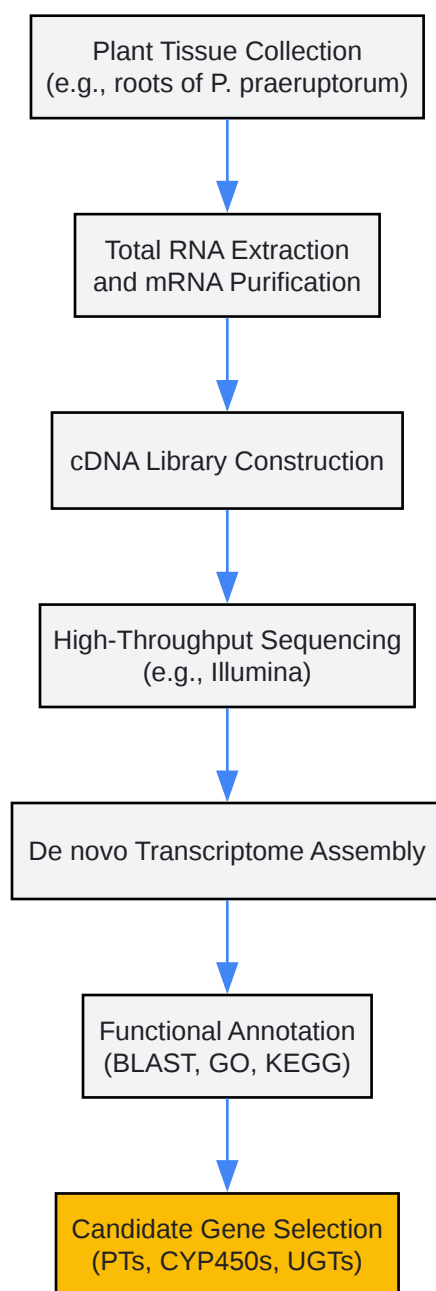 Plant Tissue Collection
(e.g., roots of P. praeruptorum)
Total RNA Extraction
and mRNA Purification
cDNA Library Construction
High-Throughput Sequencing
(e.g., Illumina)
De novo Transcriptome Assembly
Functional Annotation
(BLAST, GO, KEGG)
Candidate Gene Selection
(PTs, CYP450s, UGTs)